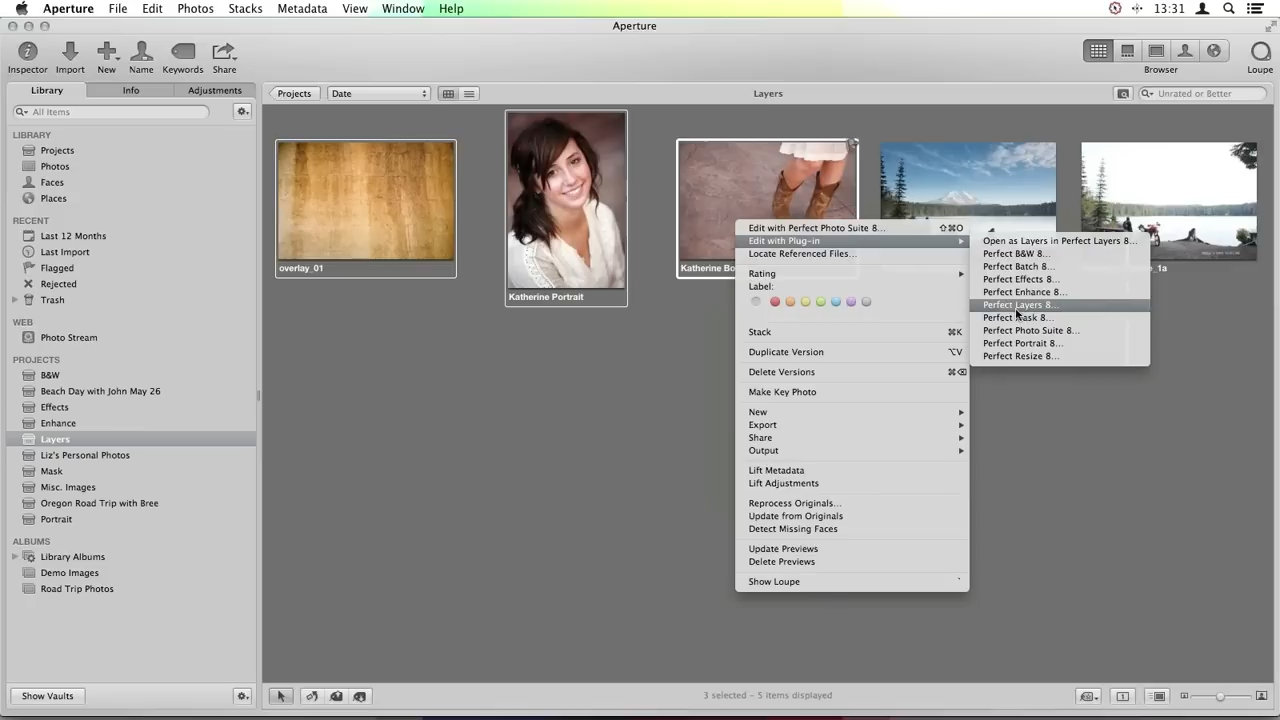 Aperture File Edit Photos Stacks Metadata View Window Help 13:31
Aperture
Inspector Import New Name Keywords Share Browser Loupe
Library Info Adjustments Projects Date Layers Unrated or Better
All Items
LIBRARY
Projects
Photos
Faces
Places
RECENT
Last 12 Months
Last Import
Flagged
Rejected
Trash
WEB
Photo Stream
PROJECTS
B&W
Beach Day with John May 26
Effects
Enhance
Layers
Liz's Personal Photos
Mask
Misc. Images
Oregon Road Trip with Bree
Portrait
ALBUMS
Library Albums
Demo Images
Road Trip Photos
Show Vaults
overlay_01
Katherine Portrait
Katherine Bo
_1a
Edit with Perfect Photo Suite 8... ⇧⌘O
Edit with Plug-in
Locate Referenced Files...
Rating
Label:
Stack ⌘K
Duplicate Version ⌥V
Delete Versions ⌘⌫
Make Key Photo
New
Export
Share
Output
Lift Metadata
Lift Adjustments
Reprocess Originals...
Update from Originals
Detect Missing Faces
Update Previews
Delete Previews
Show Loupe `
Open as Layers in Perfect Layers 8...
Perfect B&W 8...
Perfect Batch 8...
Perfect Effects 8...
Perfect Enhance 8...
Perfect Layers 8...
Perfect Mask 8...
Perfect Photo Suite 8...
Perfect Portrait 8...
Perfect Resize 8...
3 selected - 5 items displayed
1